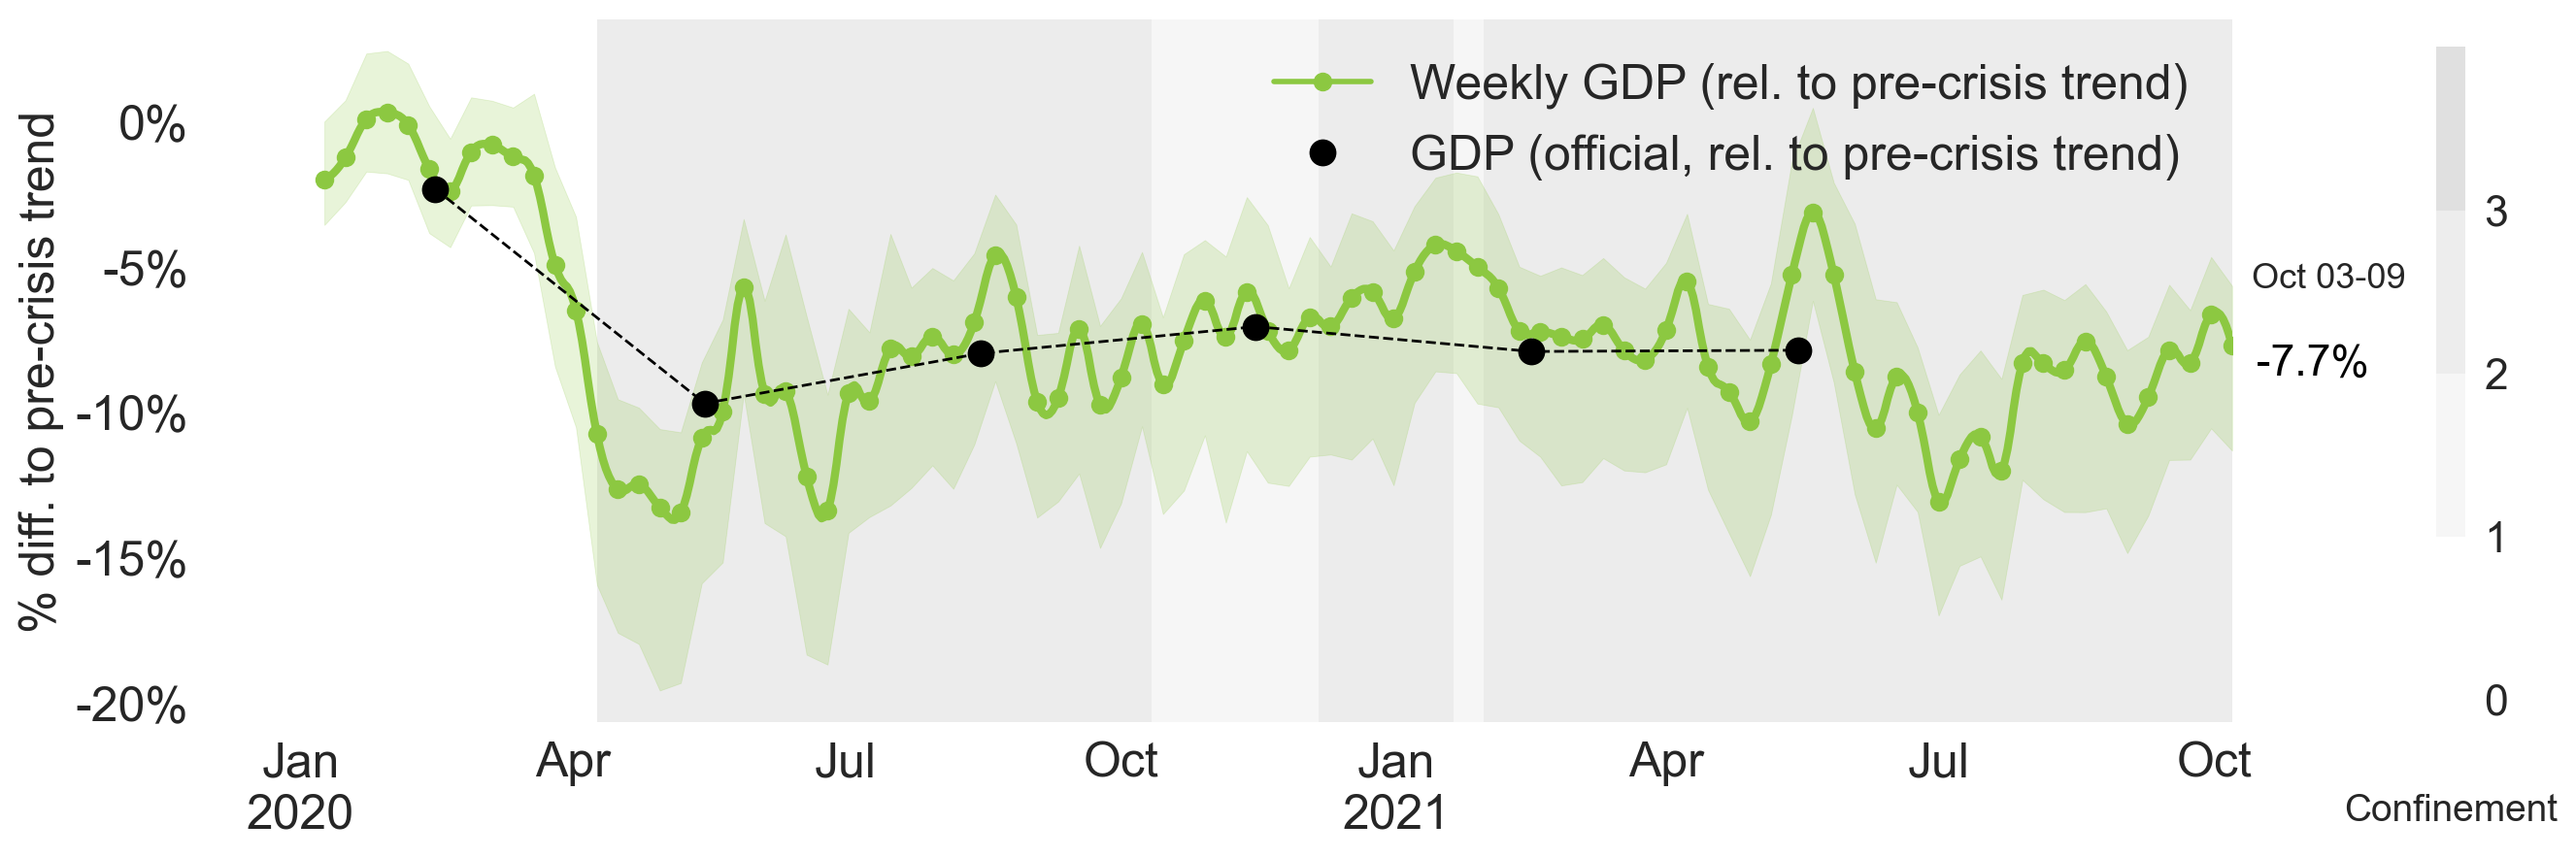 Weekly GDP (rel. to pre-crisis trend)
GDP (official, rel. to pre-crisis trend)
% diff. to pre-crisis trend
0%
-5%
-10%
-15%
-20%
Jan
2020
Apr
Jul
Oct
Jan
2021
Apr
Jul
Oct
Oct 03-09
-7.7%
3
2
1
0
Confinement